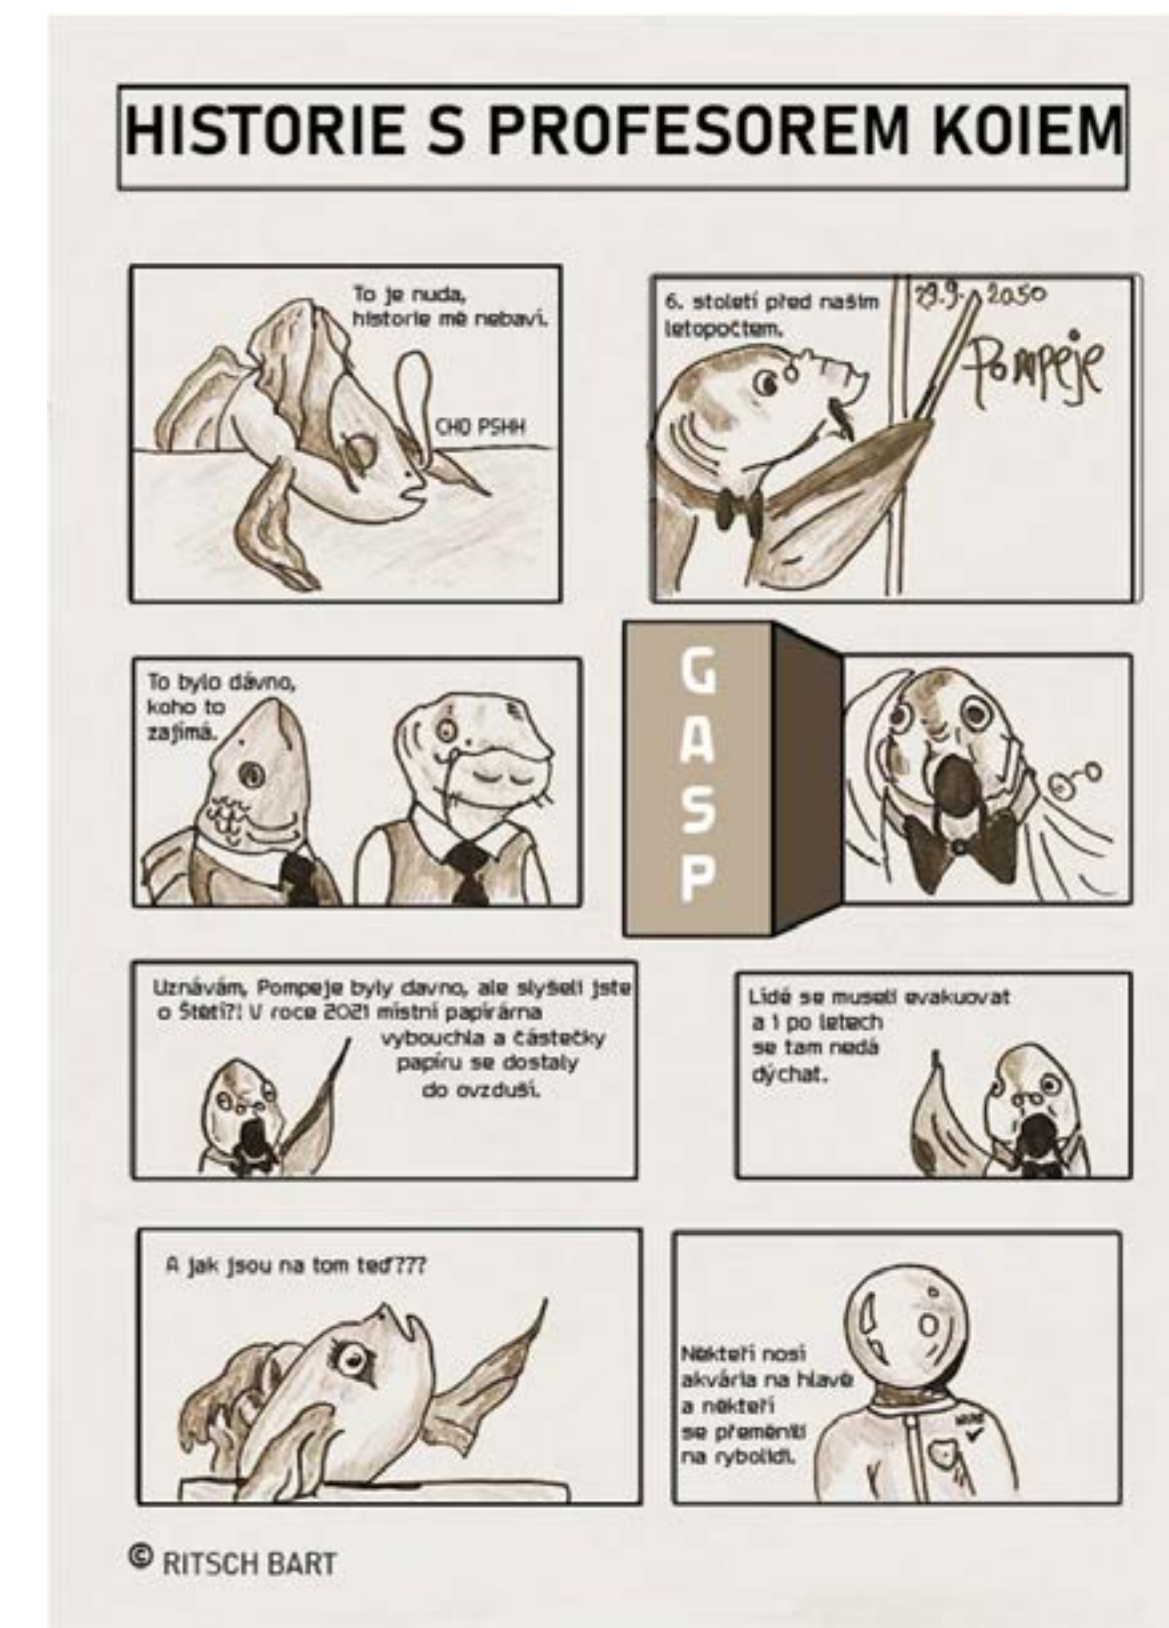 HISTORIE S PROFESOREM KOIEM
To je nuda,
historie mě nebaví.
CHO PSHH
6. století před naším
letopočtem.
29.9. 2050
Pompeje
To bylo dávno,
koho to
zajímá.
G
A
S
P
Uznávám, Pompeje byly davno, ale slyšeli jste
o Štětí?! V roce 2021 místní papírárna
vybouchla a částečky
papíru se dostaly
do ovzduší.
Lidé se museli evakuovat
a i po letech
se tam nedá
dýchat.
A jak jsou na tom teď???
Někteří nosí
akvária na hlavě
a někteří
se přeměnili
na rybolidi.
© RITSCH BART